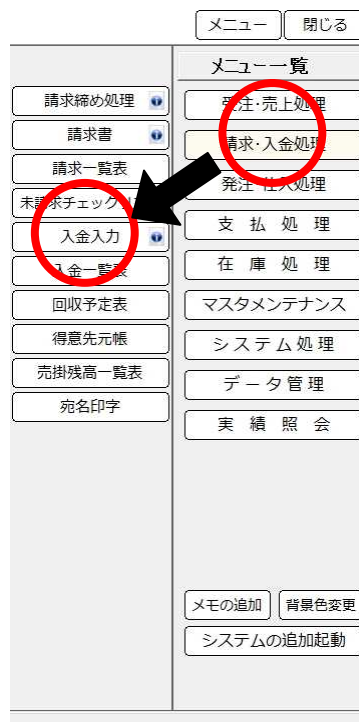 メニュー 閉じる
メニュー一覧
請求締め処理
請求書
請求一覧表
未請求チェック
入金入力
入金一覧表
回収予定表
得意先元帳
売掛残高一覧表
宛名印字
受注･売上処理
請求･入金処理
発注･仕入処理
支 払 処 理
在 庫 処 理
マスタメンテナンス
システム処理
データ管理
実 績 照 会
メモの追加 背景色変更
システムの追加起動